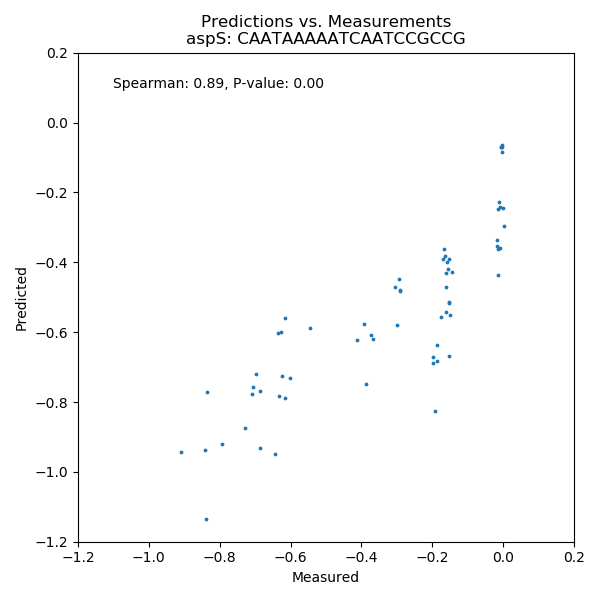 Predictions vs. Measurements
aspS: CAATAAAAATCAATCCGCCG
Spearman: 0.89, P-value: 0.00
0.2
0.0
−0.2
−0.4
−0.6
−0.8
−1.0
−1.2
Predicted
−1.2 −1.0 −0.8 −0.6 −0.4 −0.2 0.0 0.2
Measured